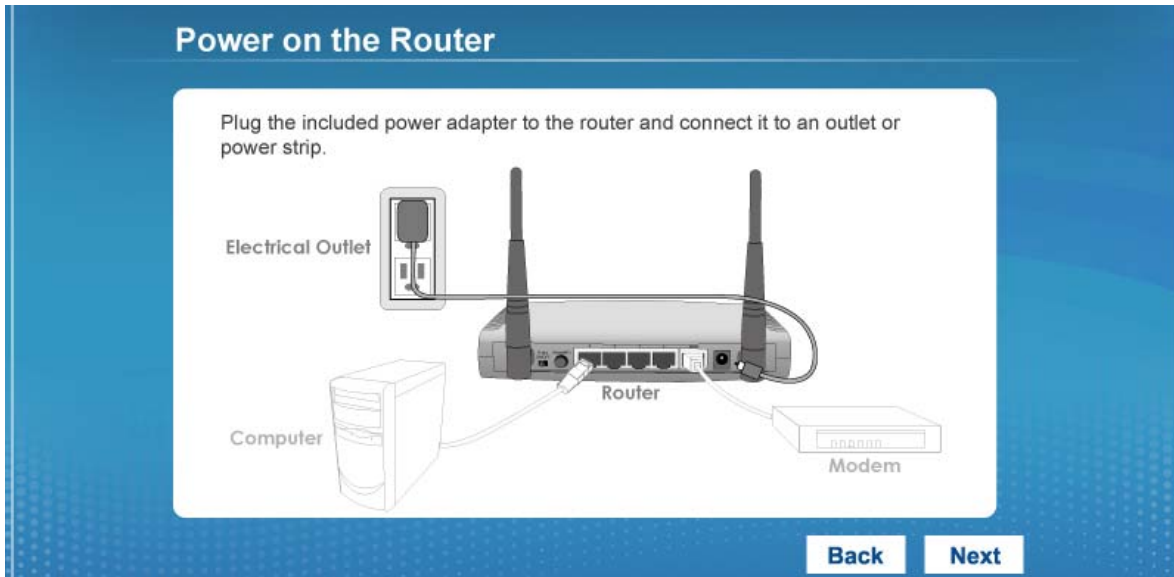 Power on the Router
Plug the included power adapter to the router and connect it to an outlet or
power strip.
Electrical Outlet
Router
Computer
Modem
Back
Next